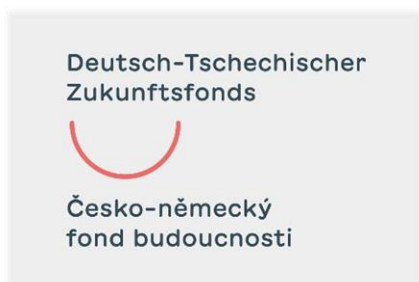 Deutsch-Tschechischer
Zukunftsfonds
Česko-německý
fond budoucnosti